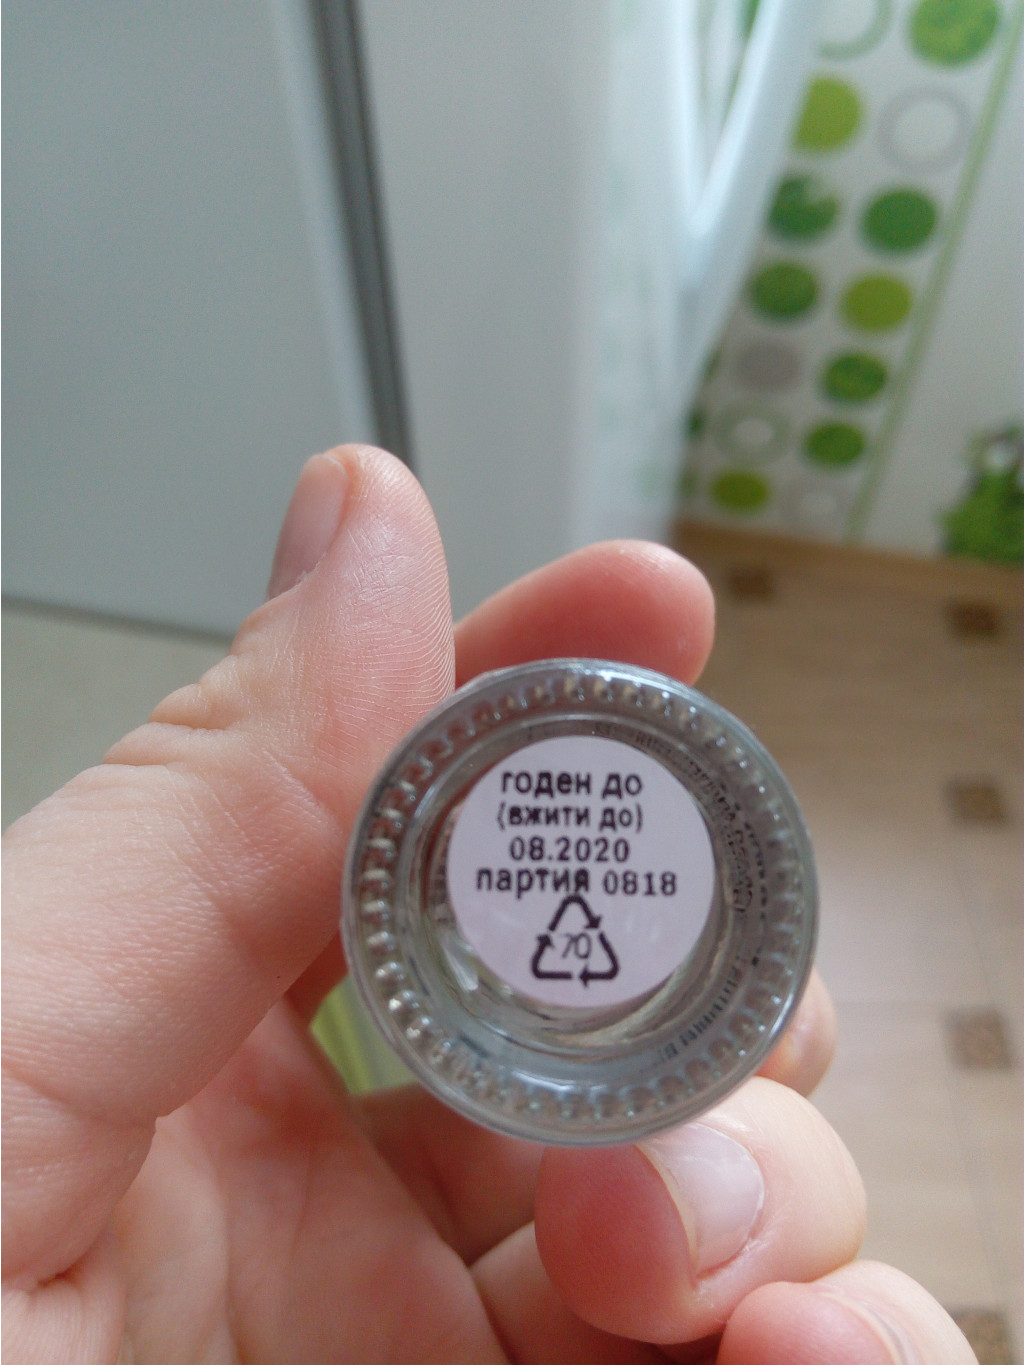 годен до
(вжити до)
08.2020
партия 0818
70